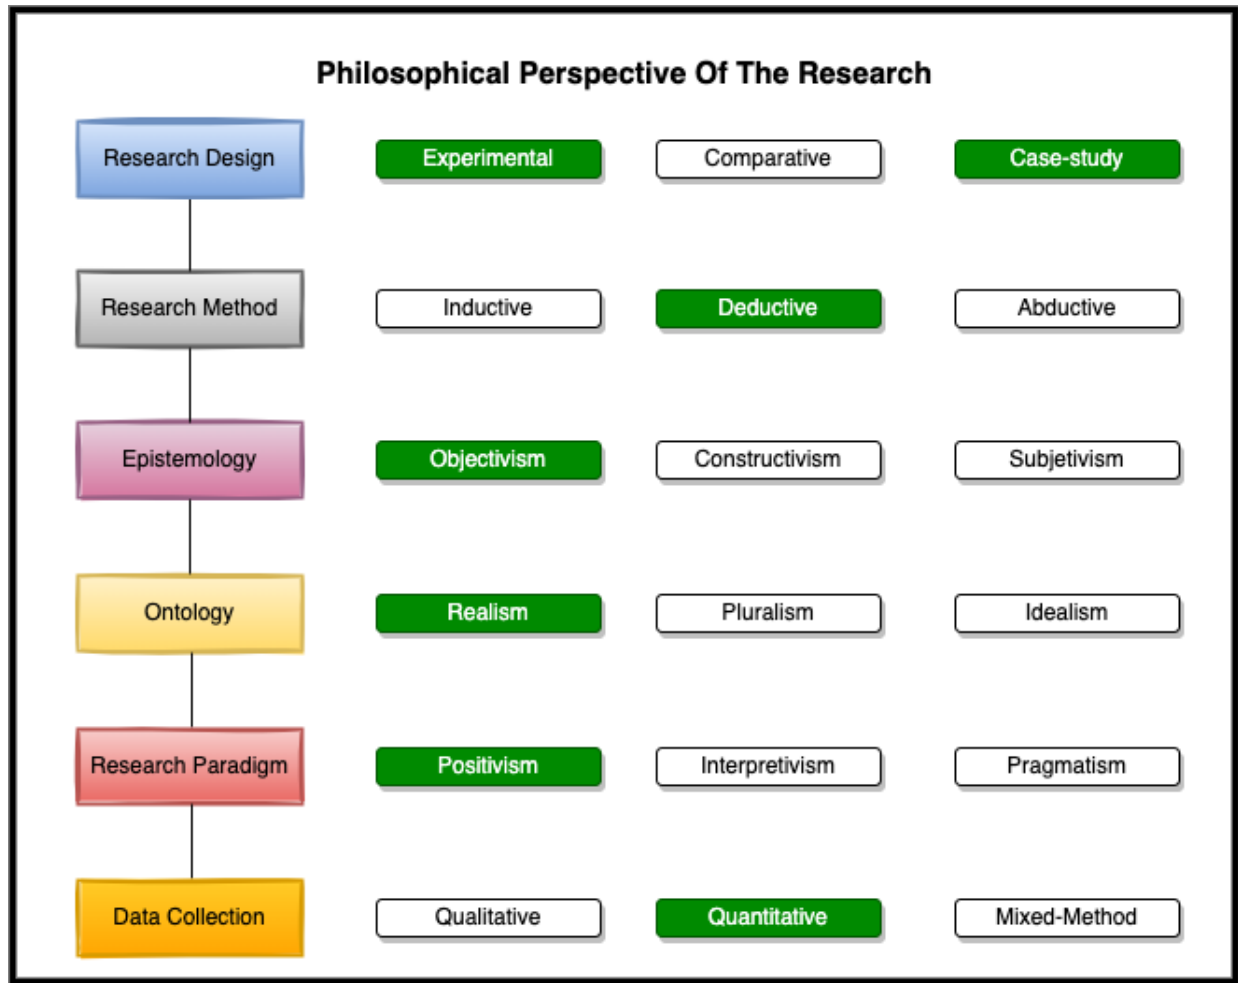 Philosophical Perspective Of The Research
Research Design
Experimental
Comparative
Case-study
Research Method
Inductive
Deductive
Abductive
Epistemology
Objectivism
Constructivism
Subjetivism
Ontology
Realism
Pluralism
Idealism
Research Paradigm
Positivism
Interpretivism
Pragmatism
Data Collection
Qualitative
Quantitative
Mixed-Method